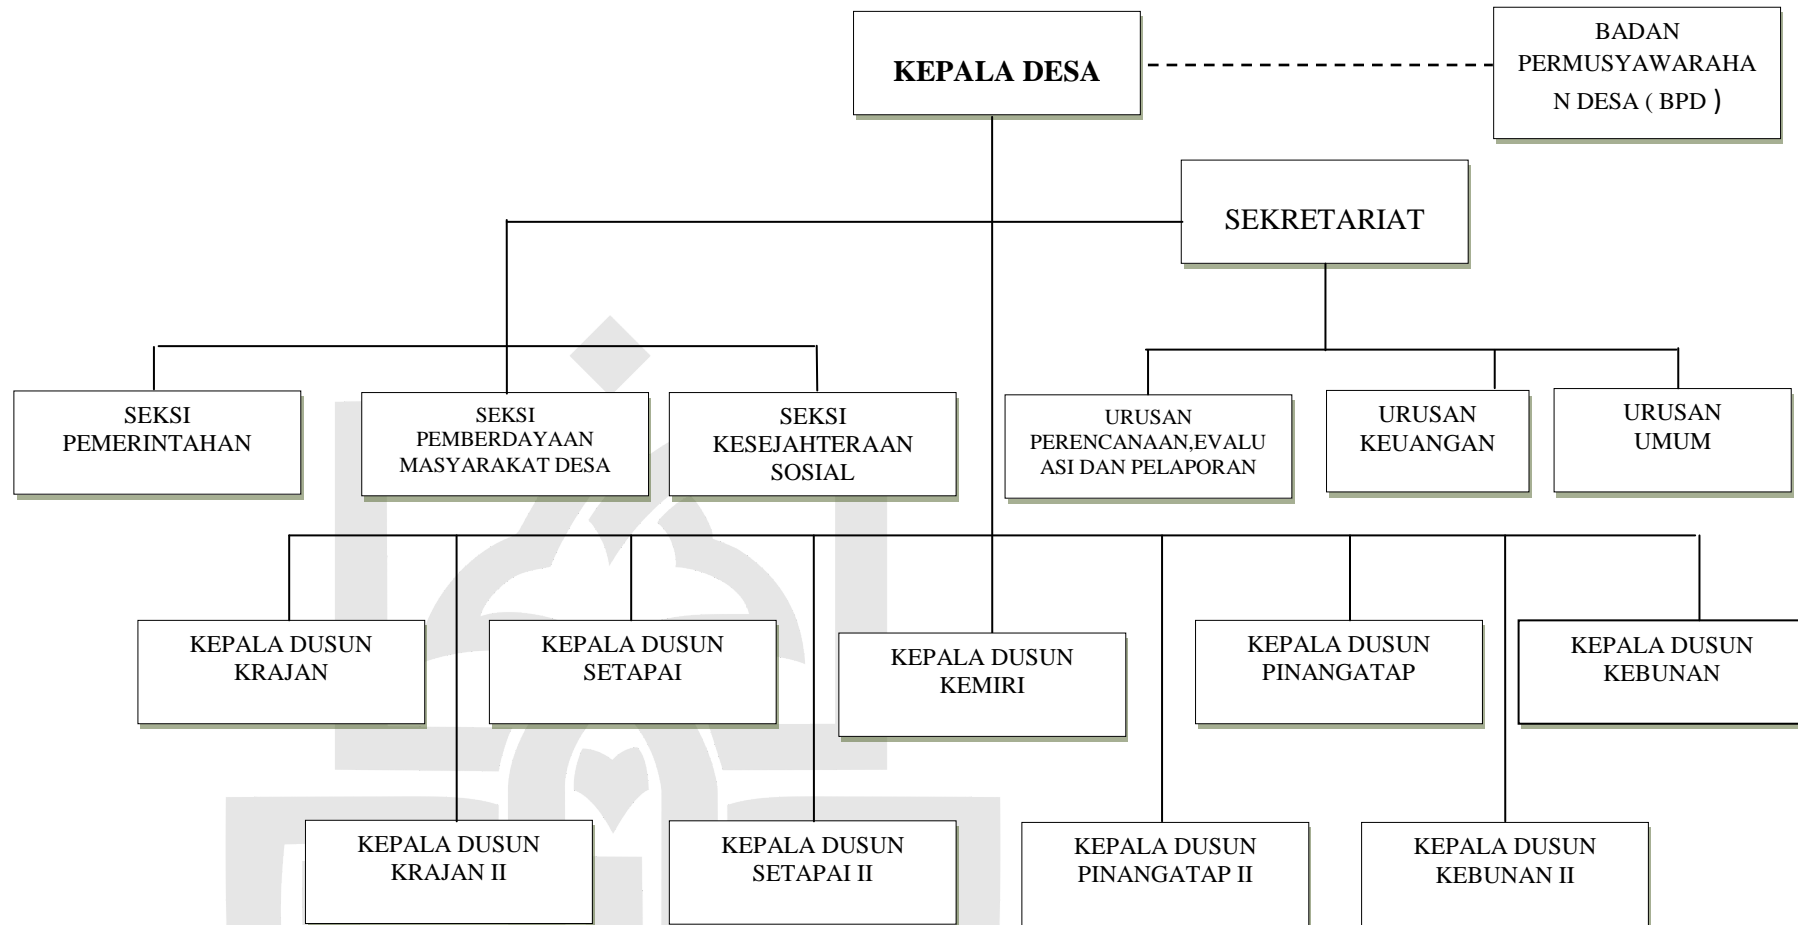 KEPALA DESA
BADAN
PERMUSYAWARAHA
N DESA ( BPD )
SEKRETARIAT
SEKSI
PEMERINTAHAN
SEKSI
PEMBERDAYAAN
MASYARAKAT DESA
SEKSI
KESEJAHTERAAN
SOSIAL
URUSAN
PERENCANAAN,EVALU
ASI DAN PELAPORAN
URUSAN
KEUANGAN
URUSAN
UMUM
KEPALA DUSUN
KRAJAN
KEPALA DUSUN
SETAPAI
KEPALA DUSUN
KEMIRI
KEPALA DUSUN
PINANGATAP
KEPALA DUSUN
KEBUNAN
KEPALA DUSUN
KRAJAN II
KEPALA DUSUN
SETAPAI II
KEPALA DUSUN
PINANGATAP II
KEPALA DUSUN
KEBUNAN II